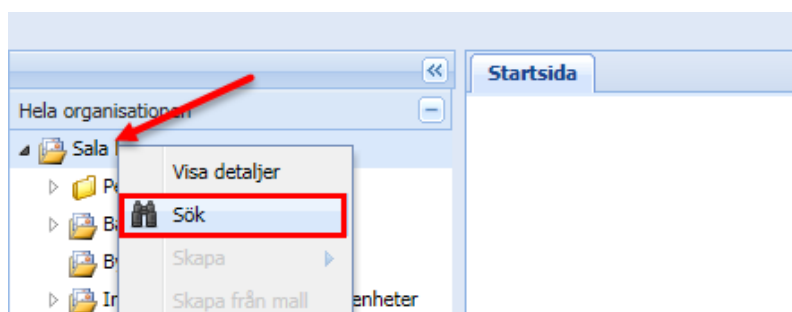 Startsida
Hela organisationen
Sala
Visa detaljer
Sök
Skapa
Skapa från mall
enheter